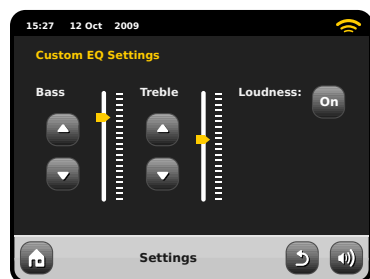 15:27 12 Oct 2009
Custom EQ Settings
Bass Treble Loudness: On
Settings